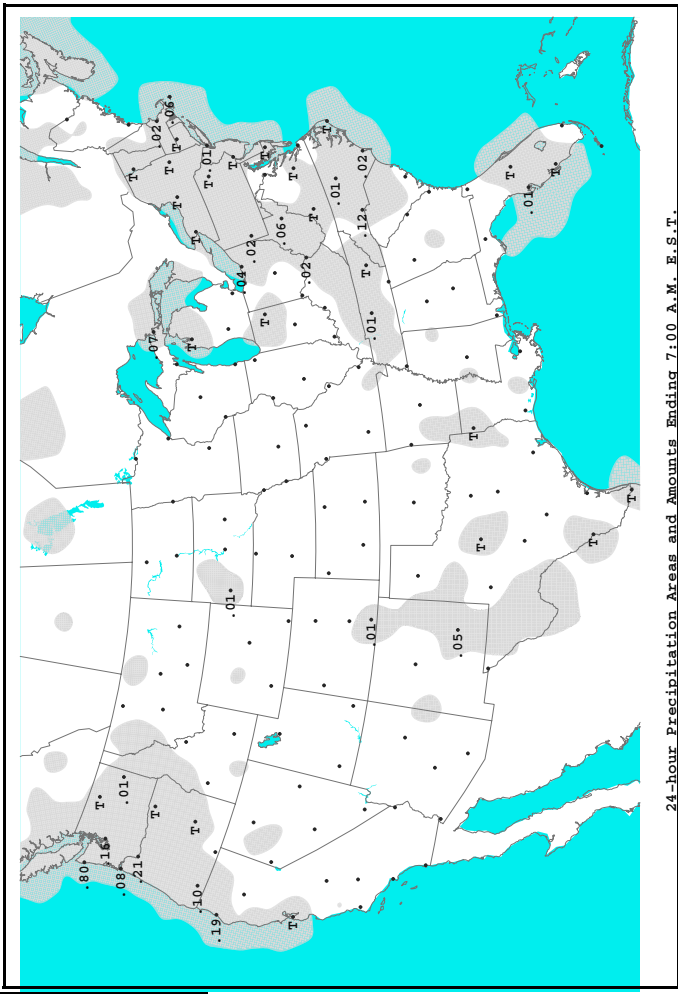 .80
T
.16
.08
.01
T
.21
.07
T
.02
.06
T
T
T
T
T
T
.10
.01
T
.19
.01
T
.04
.02
T
T
.06
T
T
.02
T
T
.01
.12
.02
T
.01
.01
.05
T
T
T
.01
T
T
T
24-hour Precipitation Areas and Amounts Ending 7:00 A.M. E.S.T.